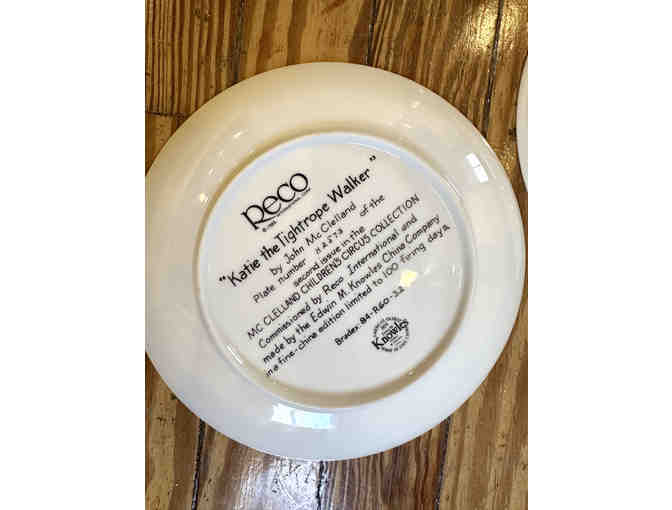 Reco
"Katie the Tightrope Walker"
by John McClelland
Plate number of the
second issue in the
MC CLELLAND CHILDREN'S CIRCUS COLLECTION
Commissioned by Reco International and
made by the Edwin M. Knowles China Company
in a fine-china edition limited to 100 firing days.
Bradex: 84-R60-3.2
Knowles